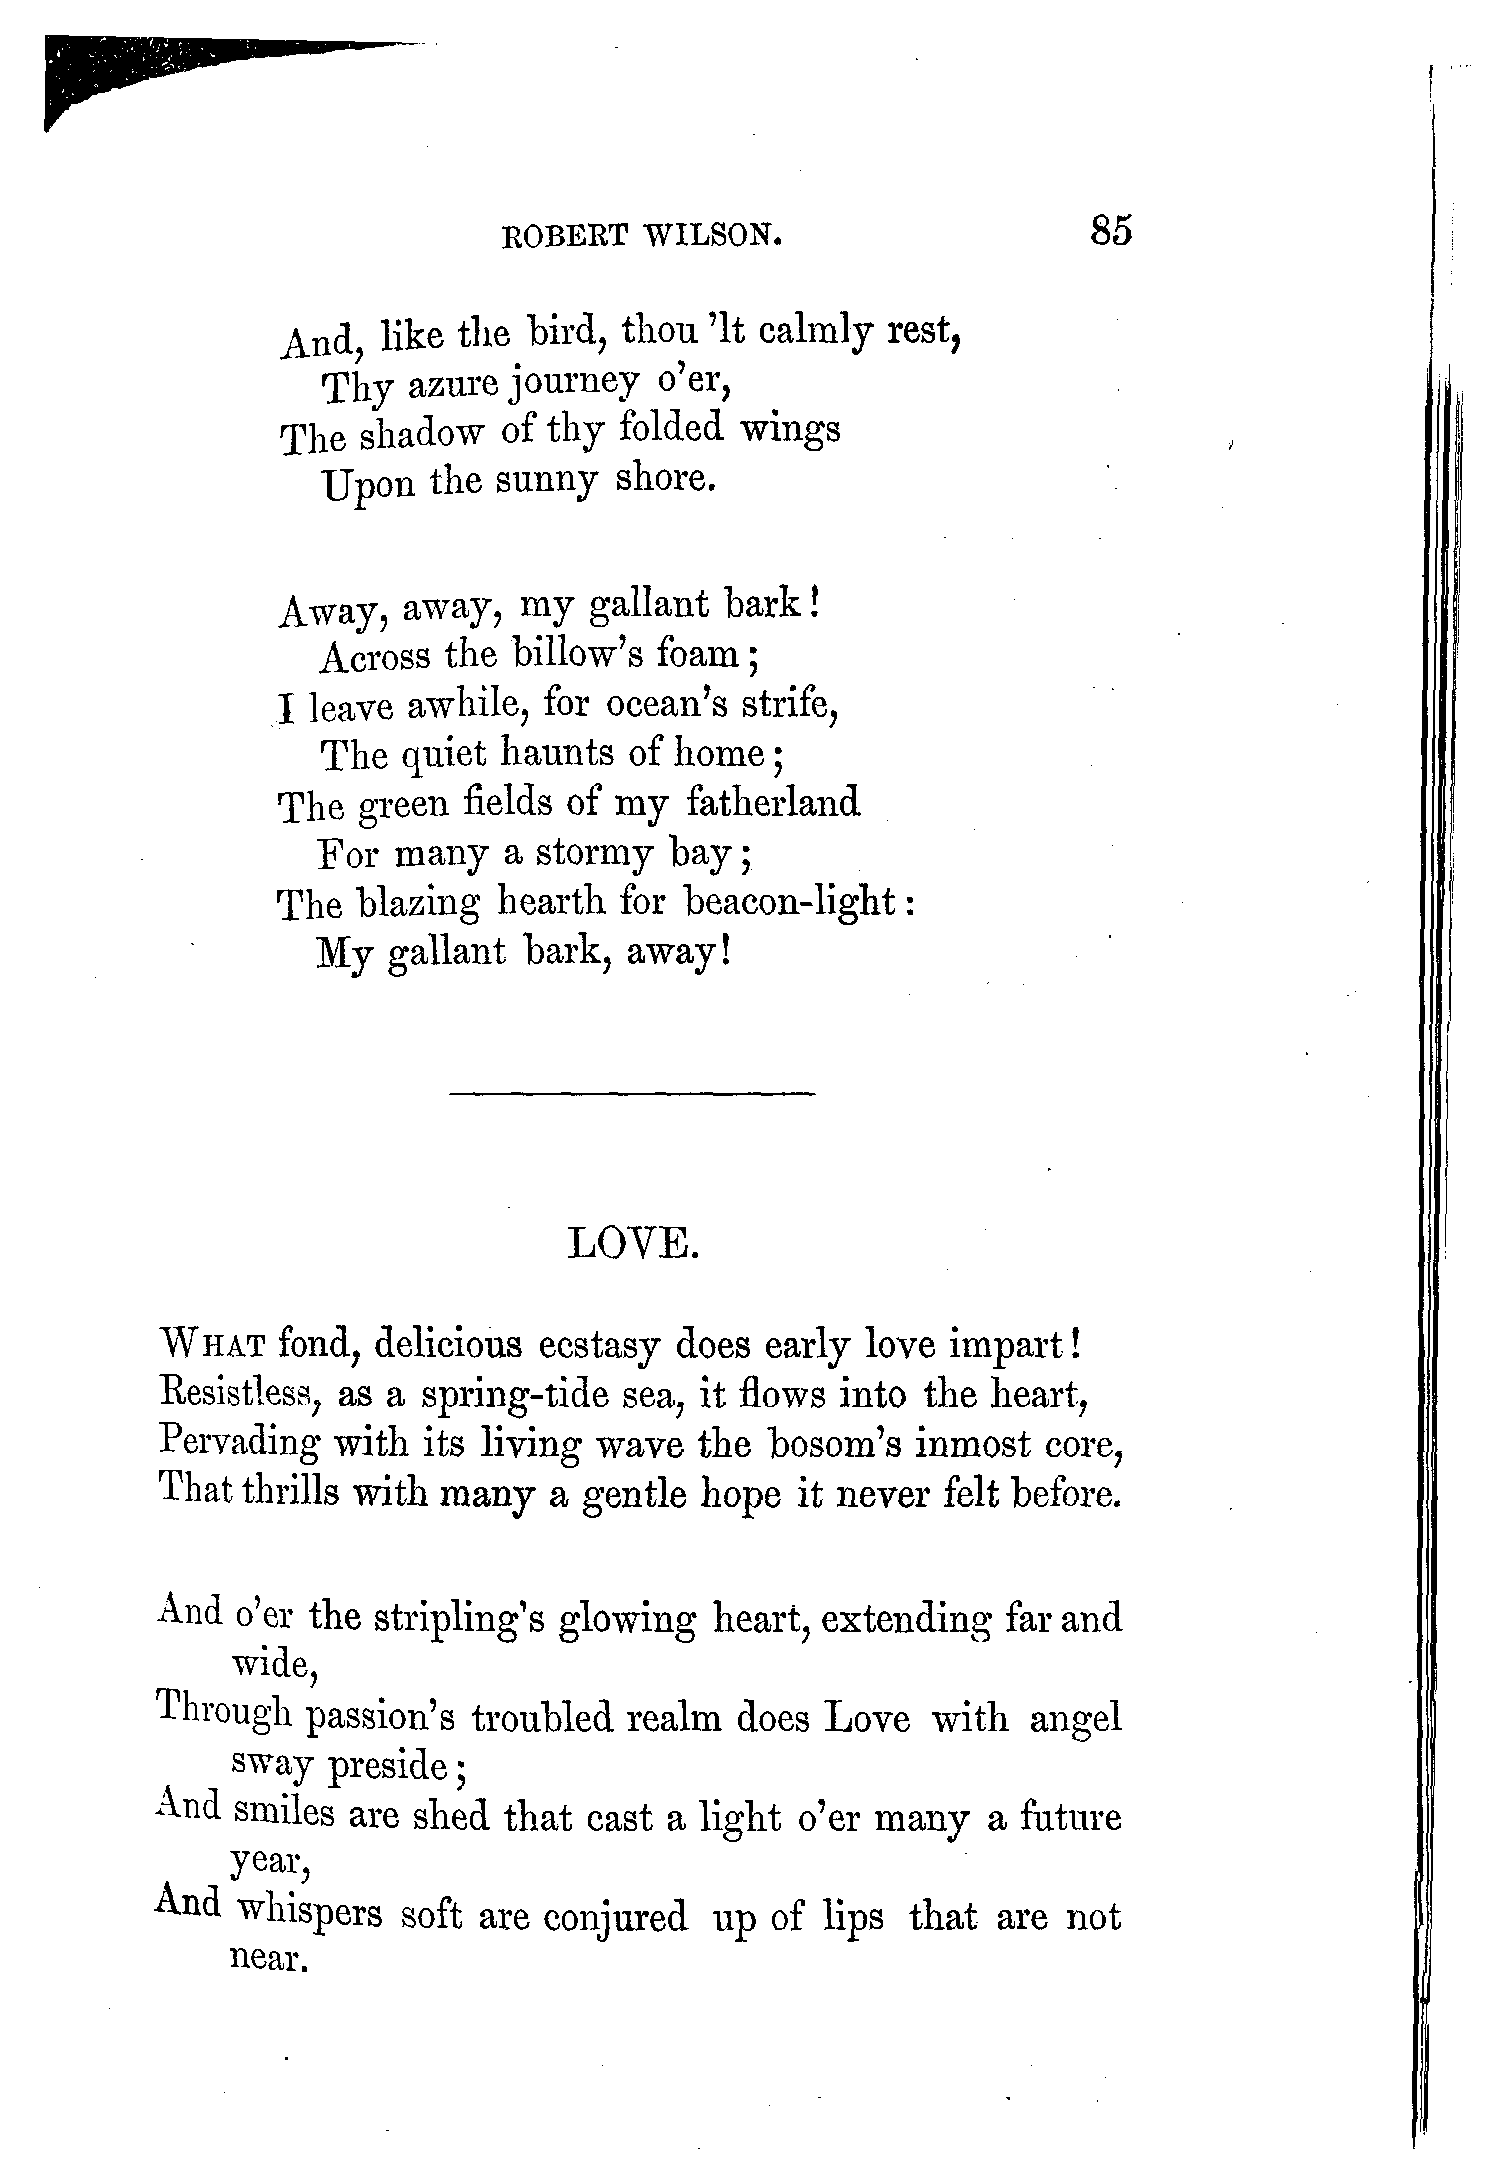 ROBERT WILSON. 85
And, like the bird, thou 'lt calmly rest,
Thy azure journey o'er,
The shadow of thy folded wings
Upon the sunny shore.
Away, away, my gallant bark!
Across the billow's foam;
I leave awhile, for ocean's strife,
The quiet haunts of home;
The green fields of my fatherland
For many a stormy bay;
The blazing hearth for beacon-light:
My gallant bark, away!
LOVE.
WHAT fond, delicious ecstasy does early love impart!
Resistless, as a spring-tide sea, it flows into the heart,
Pervading with its living wave the bosom's inmost core,
That thrills with many a gentle hope it never felt before.
And o'er the stripling's glowing heart, extending far and
wide,
Through passion's troubled realm does Love with angel
sway preside;
And smiles are shed that cast a light o'er many a future
year,
And whispers soft are conjured up of lips that are not
near.